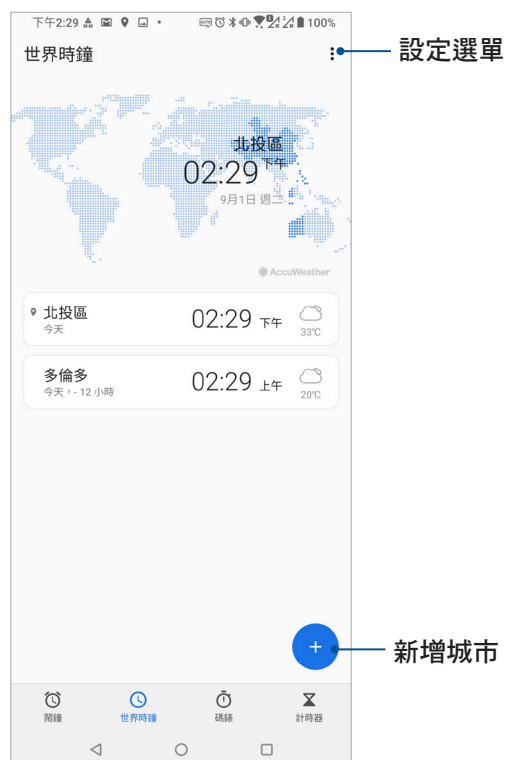 下午2:29 100%
世界時鐘
設定選單
北投區
02:29 下午
9月1日 週二
AccuWeather
北投區 02:29 下午
今天 33°C
多倫多 02:29 上午
今天，- 12 小時 20°C
+
新增城市
鬧鐘 世界時鐘 碼錶 計時器